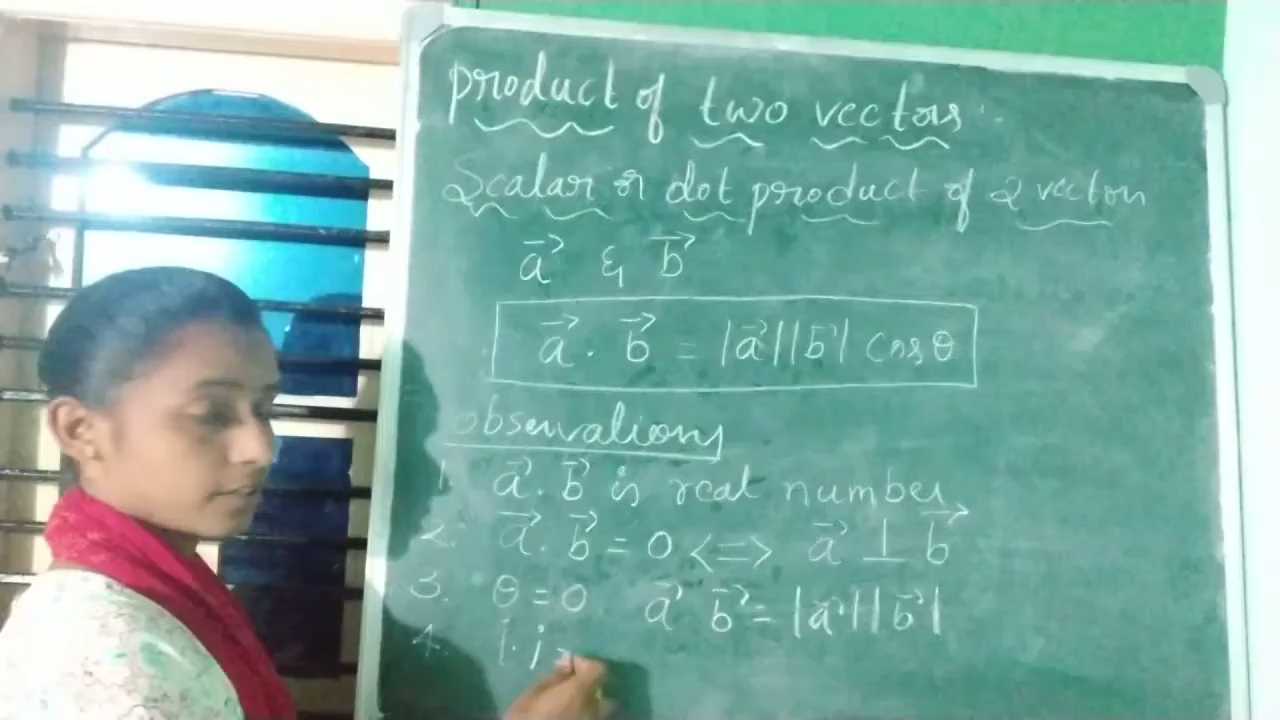 product of two vectors.
Scalar or dot product of 2 vectors
a⃗ & b⃗
a⃗ . b⃗ = |a⃗||b⃗| cosθ
observations
1. a⃗ . b⃗ is real number
2. a⃗ . b⃗ = 0 <=> a⃗ ⊥ b⃗
3. θ = 0 a⃗ b⃗ = |a⃗||b⃗|
4. i . j =